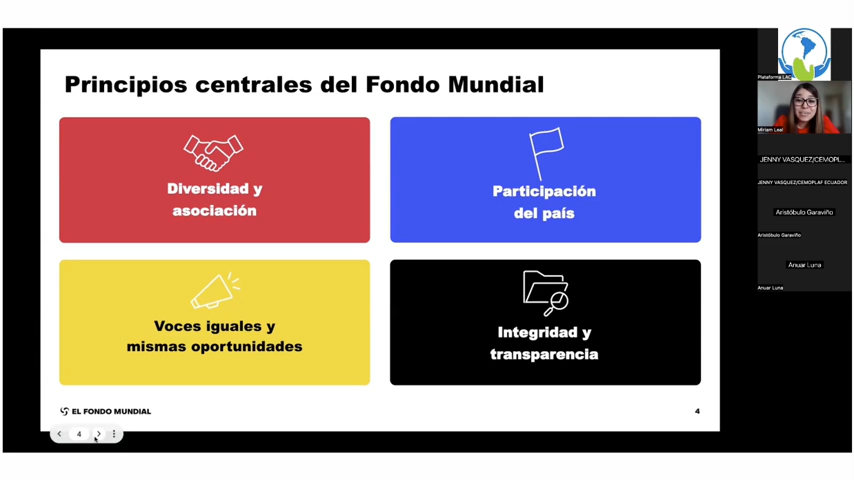 Principios centrales del Fondo Mundial
Diversidad y
asociación
Participación
del país
Voces iguales y
mismas oportunidades
Integridad y
transparencia
EL FONDO MUNDIAL
4
4
Plataforma LAC
Miriam Leal
JENNY VASQUEZ/CEMOPL...
JENNY VASQUEZ/CEMOPLAF ECUADOR
Aristóbulo Garaviño
Aristóbulo Garaviño
Anuar Luna
Anuar Luna